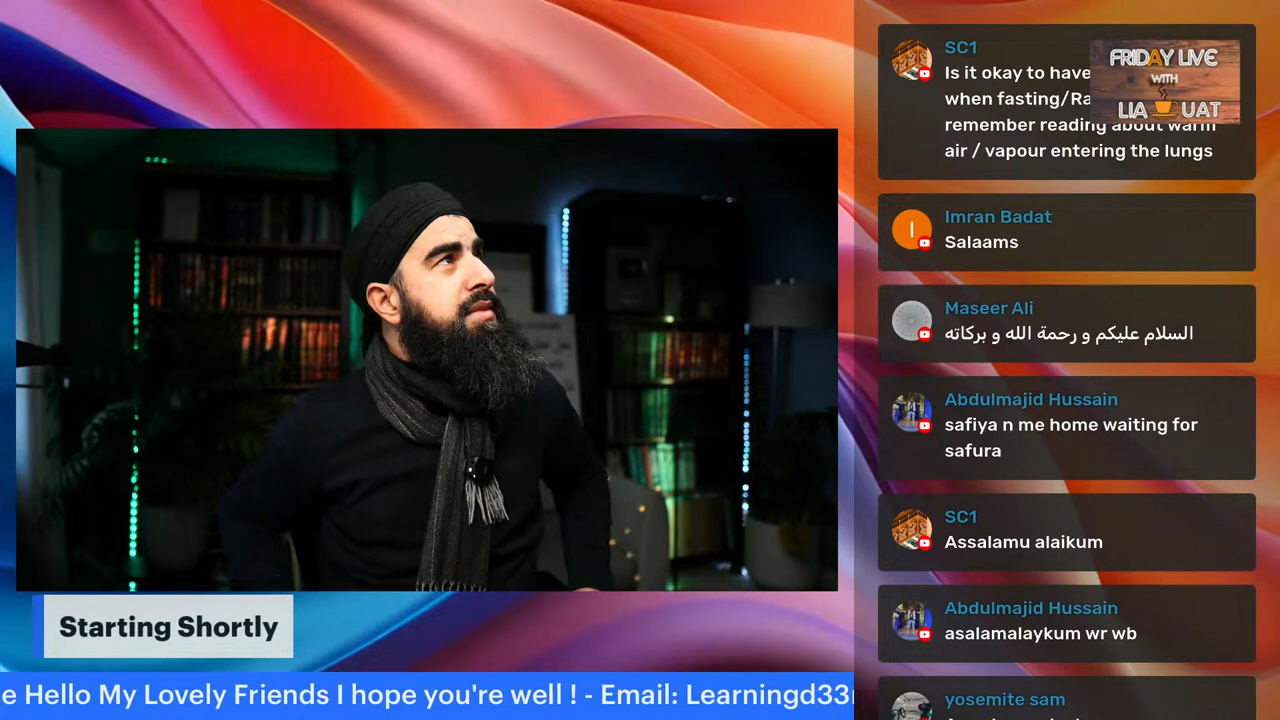 SC1
Is it okay to have
when fasting/Ra
remember reading about warm
air / vapour entering the lungs
FRIDAY LIVE
WITH
LIA UAT
Imran Badat
I
Salaams
Maseer Ali
السلام عليكم و رحمة الله و بركاته
Abdulmajid Hussain
safiya n me home waiting for
safura
SC1
Assalamu alaikum
Abdulmajid Hussain
asalamalaykum wr wb
yosemite sam
Starting Shortly
e Hello My Lovely Friends I hope you're well ! - Email: Learningd33